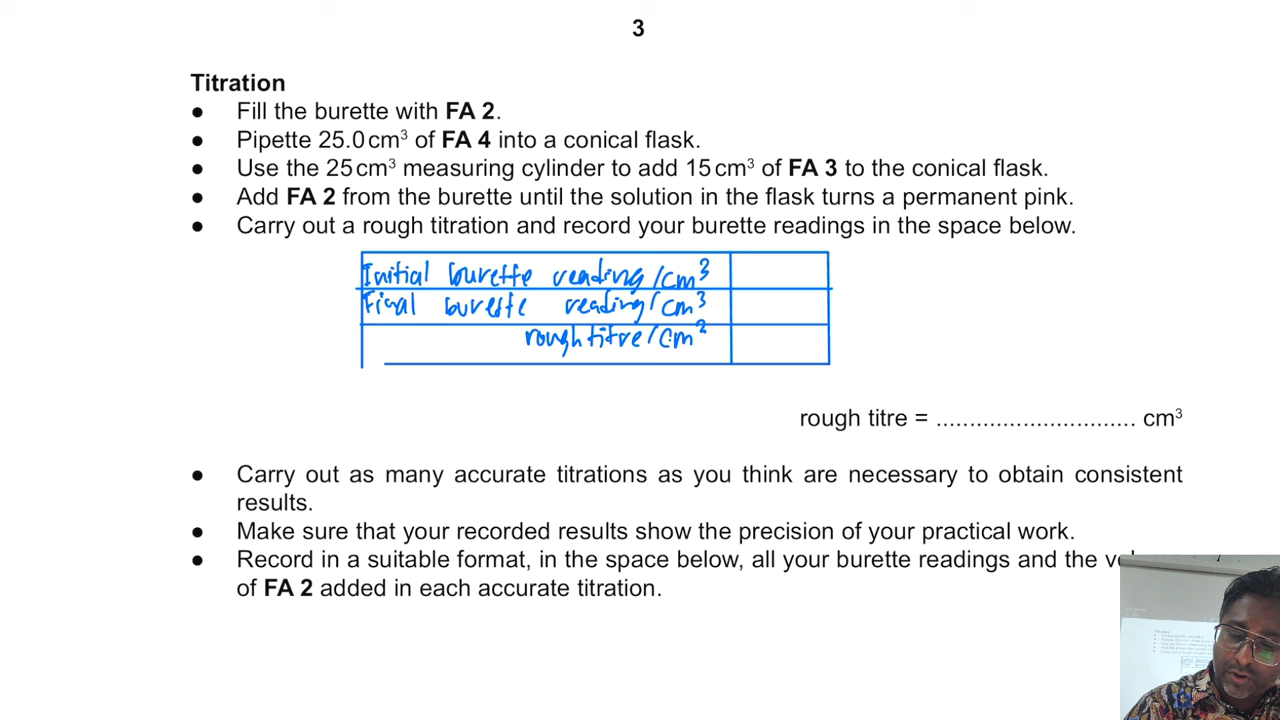 3
Titration
● Fill the burette with FA 2.
● Pipette 25.0 cm³ of FA 4 into a conical flask.
● Use the 25 cm³ measuring cylinder to add 15 cm³ of FA 3 to the conical flask.
● Add FA 2 from the burette until the solution in the flask turns a permanent pink.
● Carry out a rough titration and record your burette readings in the space below.
Initial burette reading /cm³
Final burette reading /cm³
rough titre /cm²
rough titre = ............................. cm³
● Carry out as many accurate titrations as you think are necessary to obtain consistent
results.
● Make sure that your recorded results show the precision of your practical work.
● Record in a suitable format, in the space below, all your burette readings and the
of FA 2 added in each accurate titration.